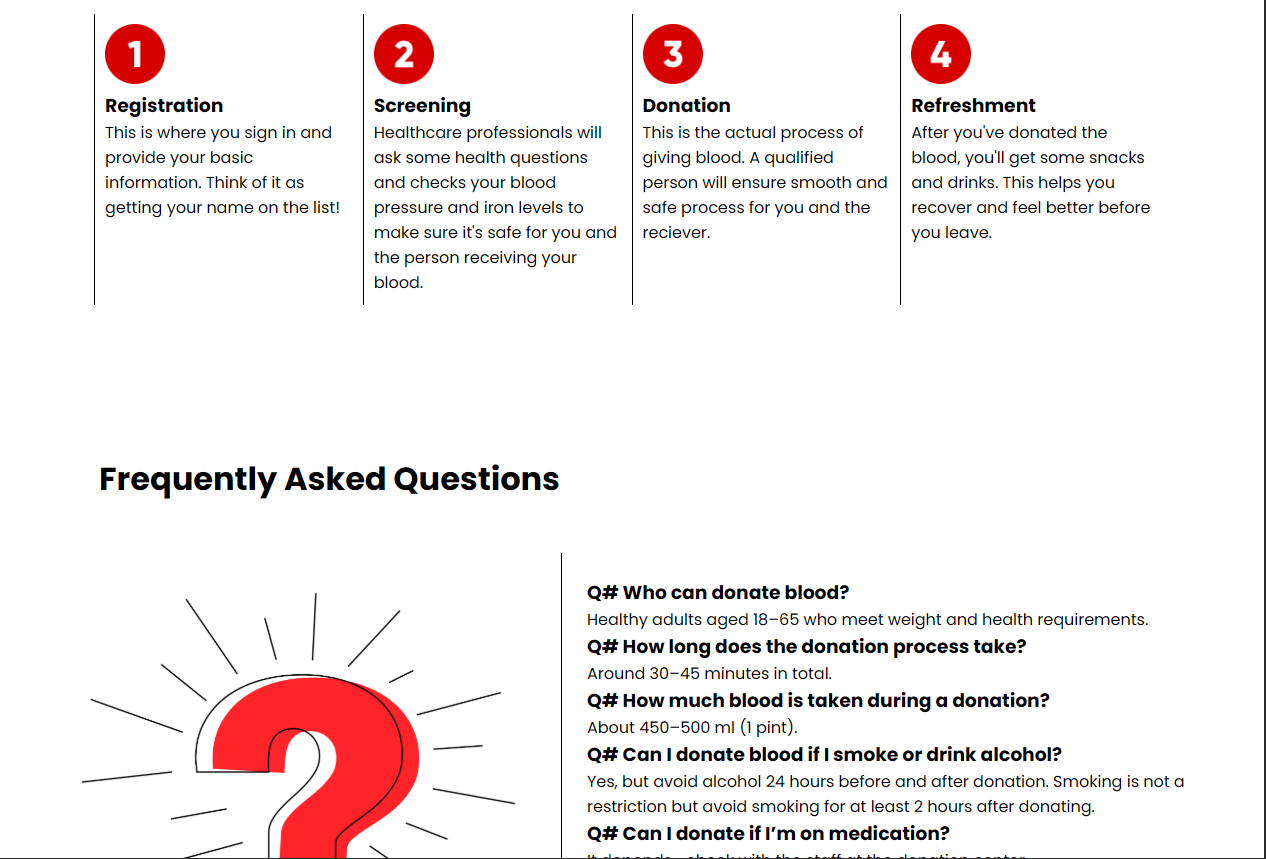 1
Registration
This is where you sign in and
provide your basic
information. Think of it as
getting your name on the list!
2
Screening
Healthcare professionals will
ask some health questions
and checks your blood
pressure and iron levels to
make sure it's safe for you and
the person receiving your
blood.
3
Donation
This is the actual process of
giving blood. A qualified
person will ensure smooth and
safe process for you and the
reciever.
4
Refreshment
After you've donated the
blood, you'll get some snacks
and drinks. This helps you
recover and feel better before
you leave.
Frequently Asked Questions
Q# Who can donate blood?
Healthy adults aged 18–65 who meet weight and health requirements.
Q# How long does the donation process take?
Around 30–45 minutes in total.
Q# How much blood is taken during a donation?
About 450–500 ml (1 pint).
Q# Can I donate blood if I smoke or drink alcohol?
Yes, but avoid alcohol 24 hours before and after donation. Smoking is not a
restriction but avoid smoking for at least 2 hours after donating.
Q# Can I donate if I’m on medication?